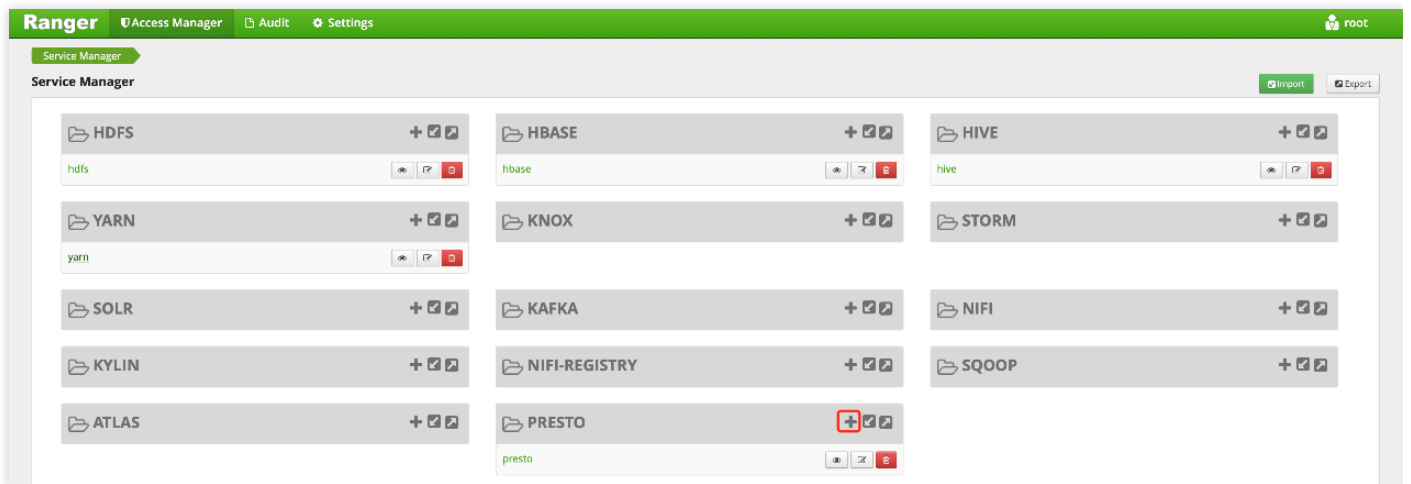 Ranger Access Manager Audit Settings root
Service Manager
Service Manager Import Export
HDFS HBASE HIVE
hdfs hbase hive
YARN KNOX STORM
yarn
SOLR KAFKA NIFI
KYLIN NIFI-REGISTRY SQOOP
ATLAS PRESTO
presto